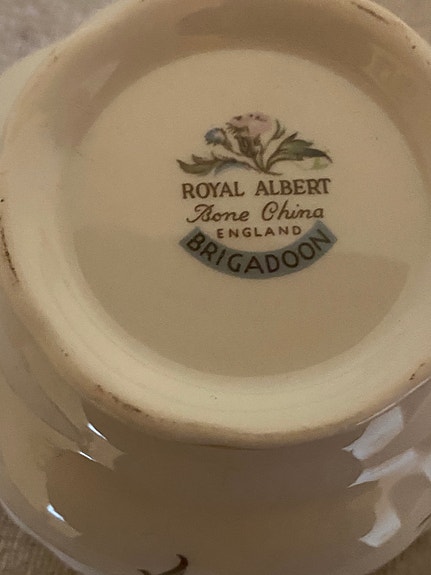 ROYAL ALBERT
Bone China
ENGLAND
BRIGADOON